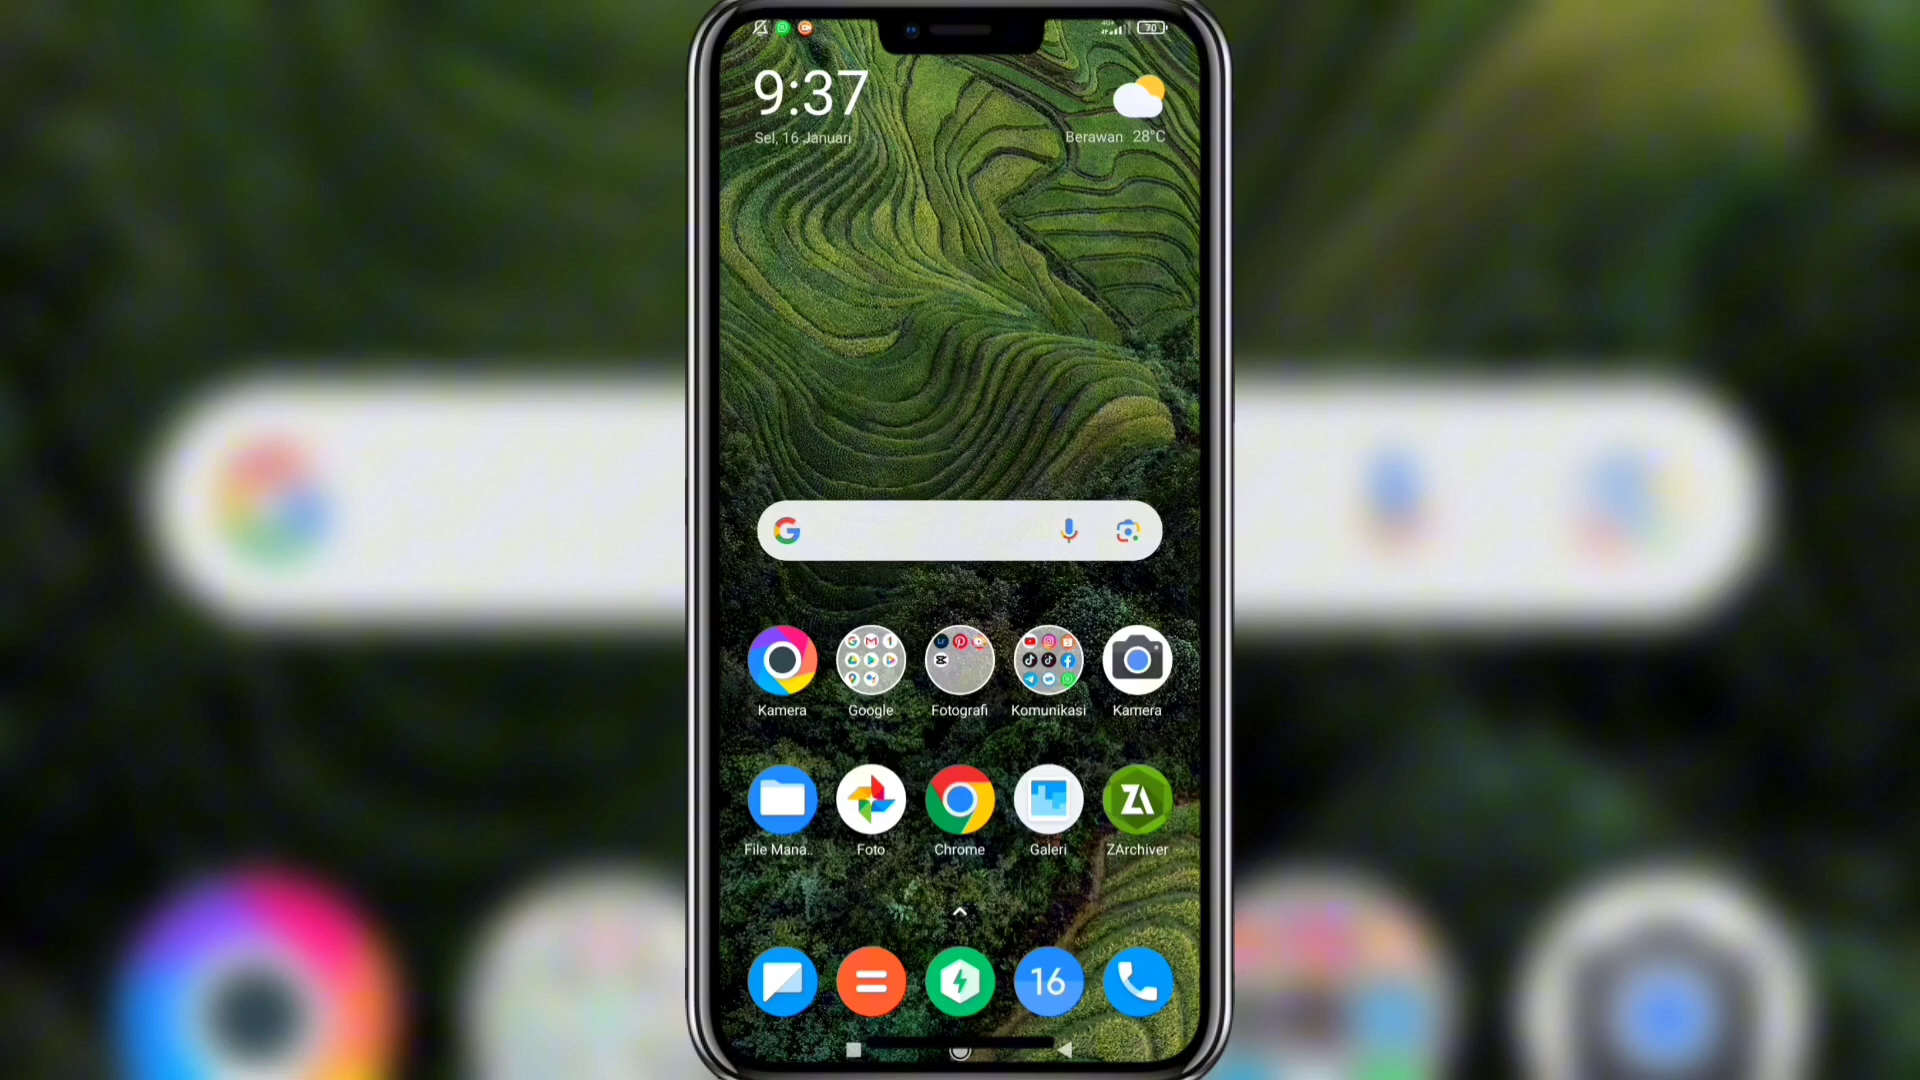 70
9:37
Sel, 16 Januari
Berawan 28°C
Kamera
Google
Fotografi
Komunikasi
Kamera
File Mana..
Foto
Chrome
Galeri
ZArchiver
16